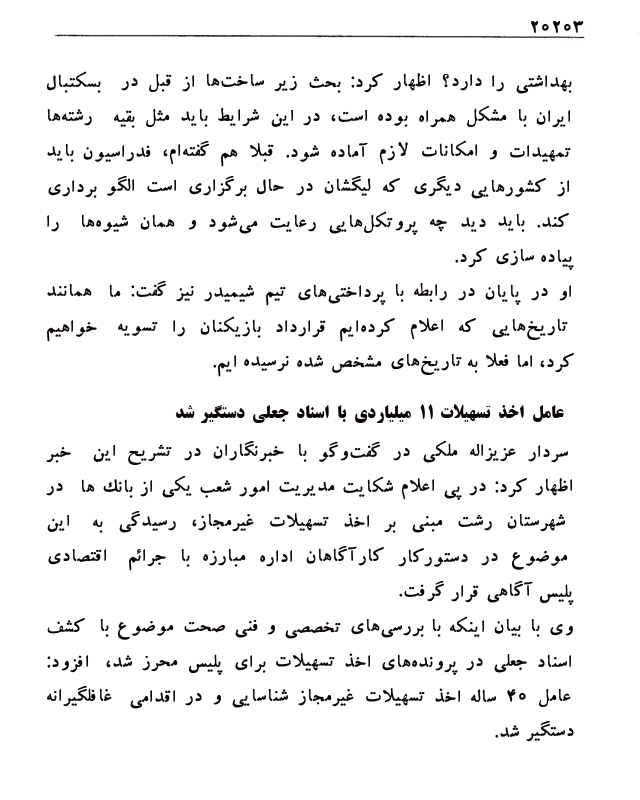 ۲۰۲۰۳
بهداشتی را دارد؟ اظهار کرد: بحث زیر ساخت‌ها از قبل در بسکتبال
ایران با مشکل همراه بوده است، در این شرایط باید مثل بقیه رشته‌ها
تمهیدات و امکانات لازم آماده شود. قبلا هم گفته‌ام، فدراسیون باید
از کشورهایی دیگری که لیگشان در حال برگزاری است الگو برداری
کند. باید دید چه پروتکل‌هایی رعایت می‌شود و همان شیوه‌ها را
پیاده سازی کرد.
او در پایان در رابطه با پرداختی‌های تیم شیمیدر نیز گفت: ما همانند
تاریخ‌هایی که اعلام کرده‌ایم قرارداد بازیکنان را تسویه خواهیم
کرد، اما فعلا به تاریخ‌های مشخص شده نرسیده ایم.
عامل اخذ تسهیلات ۱۱ میلیاردی با اسناد جعلی دستگیر شد
سردار عزیزاله ملکی در گفت‌وگو با خبرنگاران در تشریح این خبر
اظهار کرد: در پی اعلام شکایت مدیریت امور شعب یکی از بانك ها در
شهرستان رشت مبنی بر اخذ تسهیلات غیرمجاز، رسیدگی به این
موضوع در دستورکار کارآگاهان اداره مبارزه با جرائم اقتصادی
پلیس آگاهی قرار گرفت.
وی با بیان اینکه با بررسی‌های تخصصی و فنی صحت موضوع با کشف
اسناد جعلی در پرونده‌های اخذ تسهیلات برای پلیس محرز شد، افزود:
عامل ۴۰ ساله اخذ تسهیلات غیرمجاز شناسایی و در اقدامی غافلگیرانه
دستگیر شد.